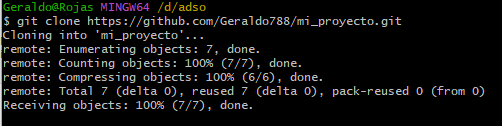 Geraldo@Rojas MINGW64 /d/adso
$ git clone https://github.com/Geraldo788/mi_proyecto.git
Cloning into 'mi_proyecto'...
remote: Enumerating objects: 7, done.
remote: Counting objects: 100% (7/7), done.
remote: Compressing objects: 100% (6/6), done.
remote: Total 7 (delta 0), reused 7 (delta 0), pack-reused 0 (from 0)
Receiving objects: 100% (7/7), done.